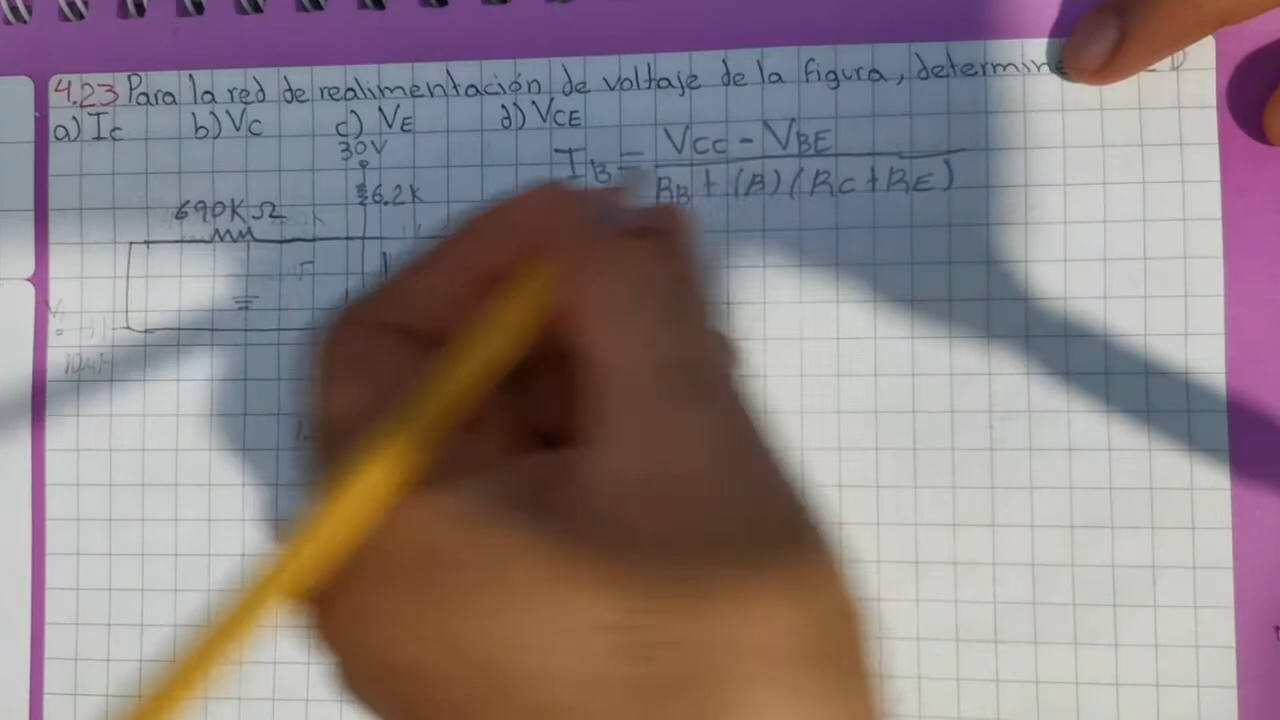 4.23 Para la red de realimentación de voltaje de la figura, determine
a) Ic b) Vc c) VE d) VCE
30V
IB = VCC - VBE
RB + (B)(RC+RE)
6.2k
690KΩ